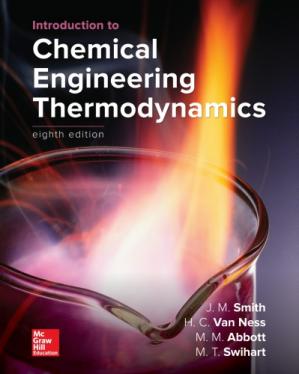 Introduction to
Chemical
Engineering
Thermodynamics
eighth edition
J. M. Smith
H. C. Van Ness
M. M. Abbott
M. T. Swihart
Mc
Graw
Hill
Education